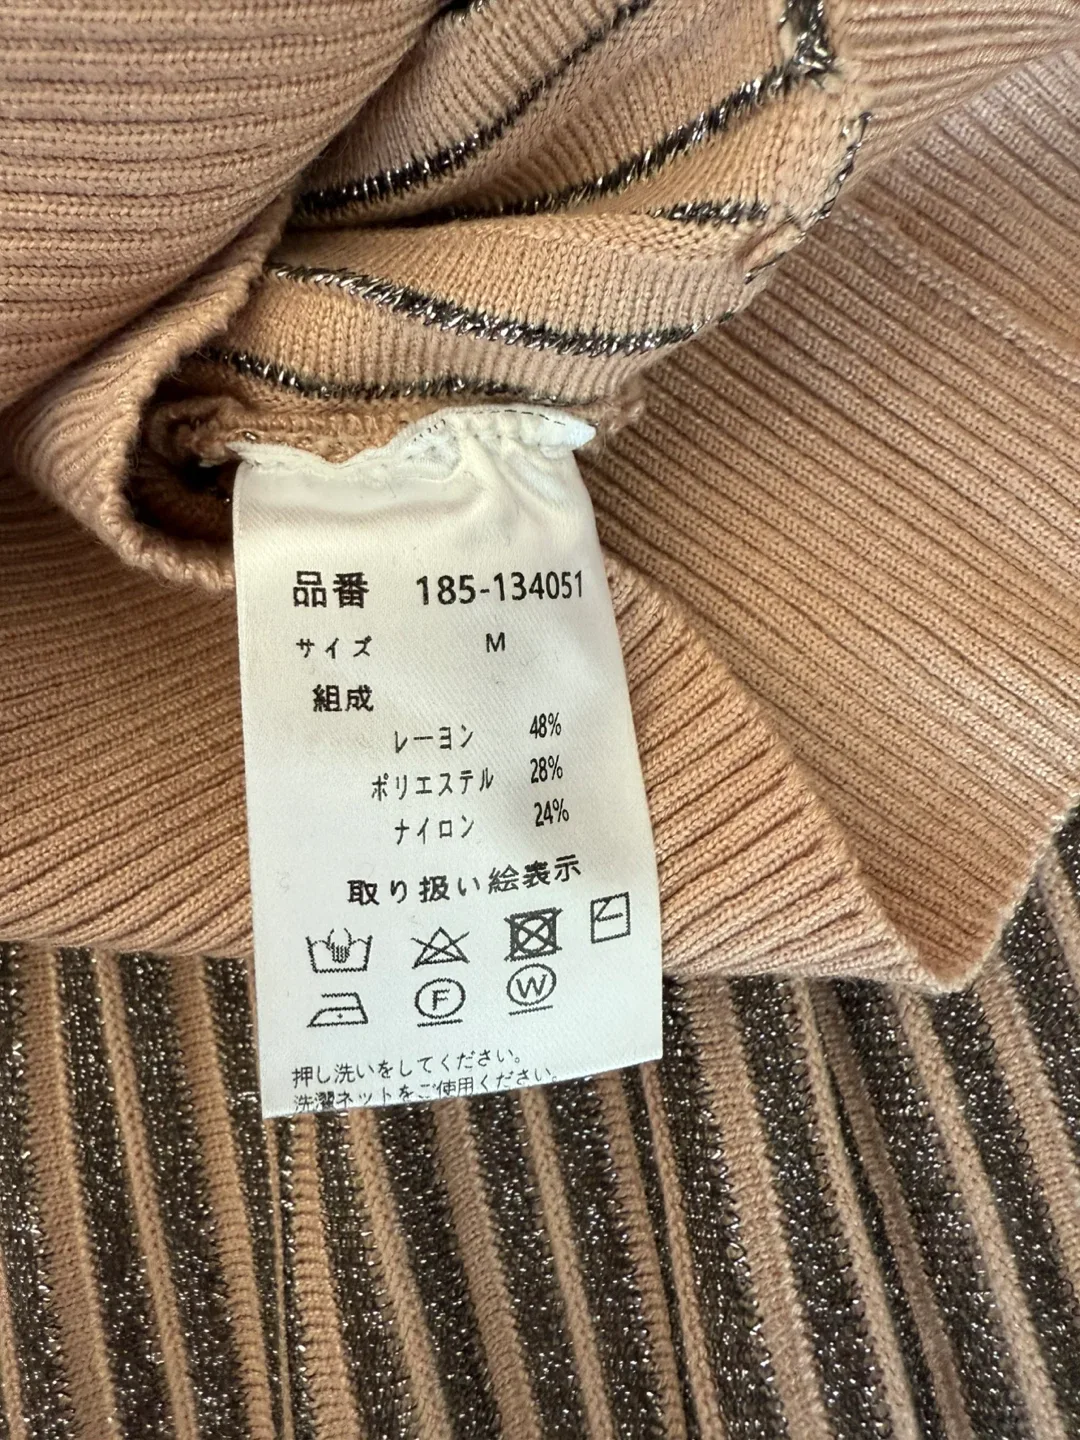 品番 185-134051
サイズ M
組成
レーヨン 48%
ポリエステル 28%
ナイロン 24%
取り扱い絵表示
F W
押し洗いをしてください。
洗濯ネットをご使用ください。